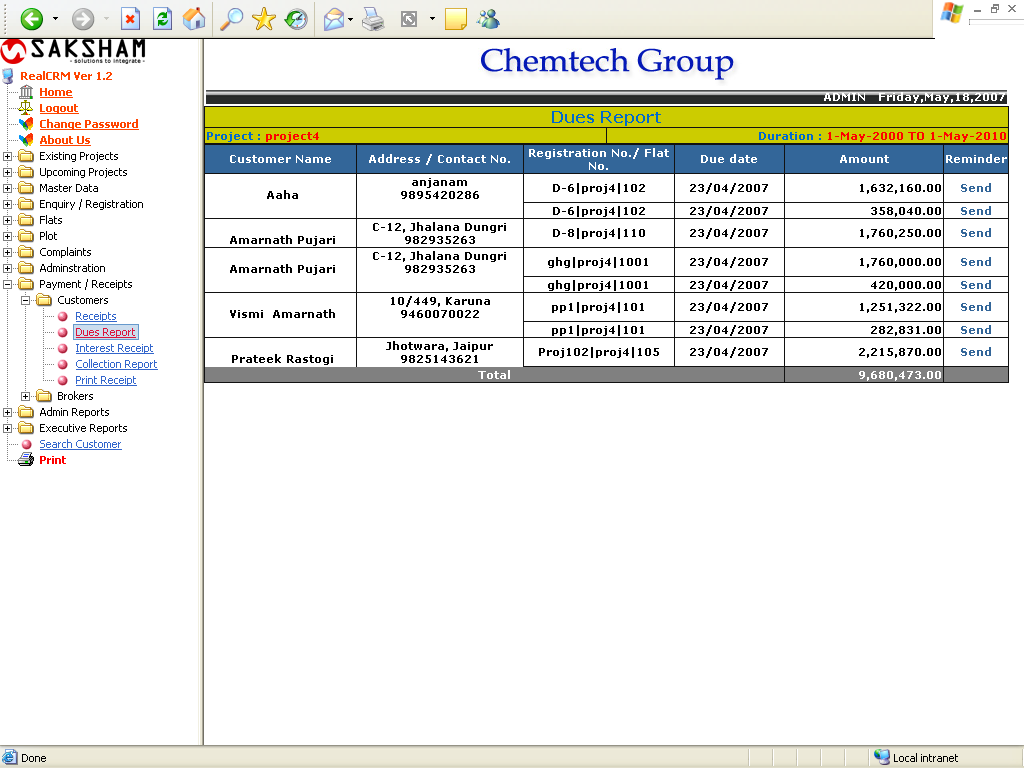 SAKSHAM
- solutions to integrate -
RealCRM Ver 1.2
Home
Logout
Change Password
About Us
Existing Projects
Upcoming Projects
Master Data
Enquiry / Registration
Flats
Plot
Complaints
Adminstration
Payment / Receipts
Customers
Receipts
Dues Report
Interest Receipt
Collection Report
Print Receipt
Brokers
Admin Reports
Executive Reports
Search Customer
Print
Chemtech Group
ADMIN Friday,May,18,2007
Dues Report
Project : project4 Duration : 1-May-2000 TO 1-May-2010
Customer Name Address / Contact No. Registration No./ Flat No. Due date Amount Reminder
Aaha anjanam 9895420286 D-6|proj4|102 23/04/2007 1,632,160.00 Send
D-6|proj4|102 23/04/2007 358,040.00 Send
Amarnath Pujari C-12, Jhalana Dungri 982935263 D-8|proj4|110 23/04/2007 1,760,250.00 Send
Amarnath Pujari C-12, Jhalana Dungri 982935263 ghg|proj4|1001 23/04/2007 1,760,000.00 Send
ghg|proj4|1001 23/04/2007 420,000.00 Send
Vismi Amarnath 10/449, Karuna 9460070022 pp1|proj4|101 23/04/2007 1,251,322.00 Send
pp1|proj4|101 23/04/2007 282,831.00 Send
Prateek Rastogi Jhotwara, Jaipur 9825143621 Proj102|proj4|105 23/04/2007 2,215,870.00 Send
Total 9,680,473.00
Done Local intranet